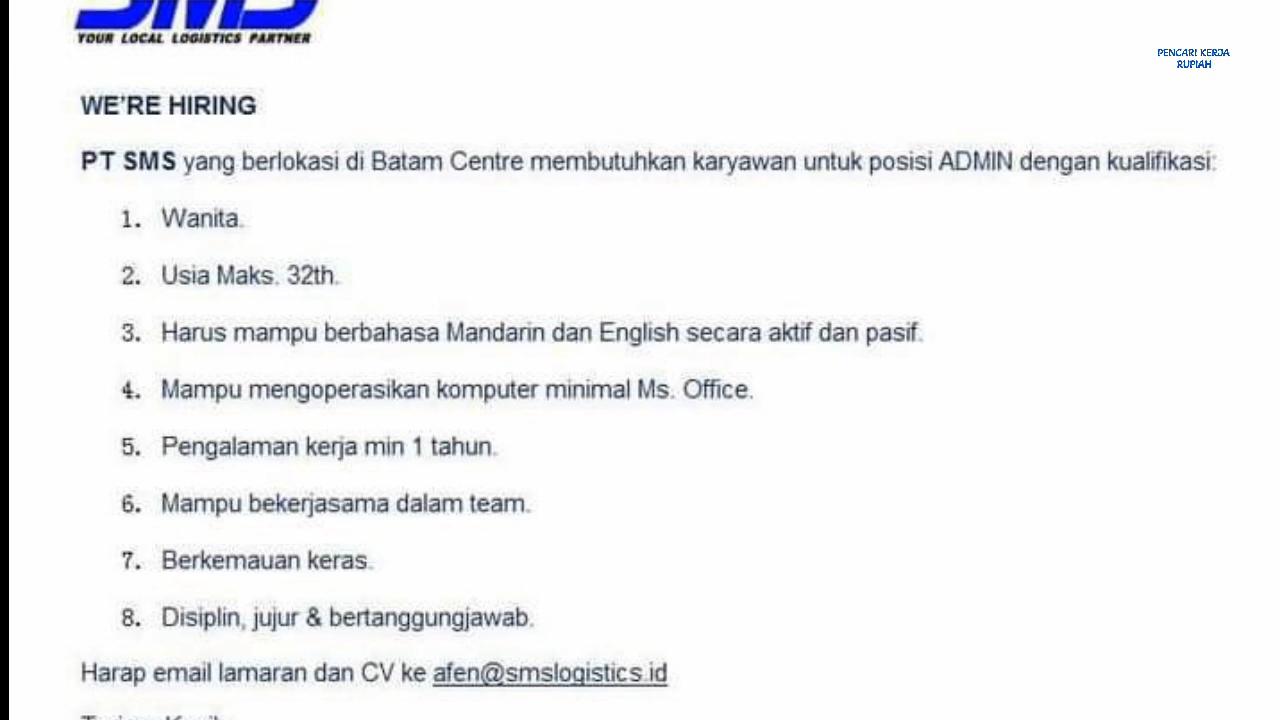 SMS
YOUR LOCAL LOGISTICS PARTNER
PENCARI KERJA
RUPIAH
WE'RE HIRING
PT SMS yang berlokasi di Batam Centre membutuhkan karyawan untuk posisi ADMIN dengan kualifikasi:
1. Wanita.
2. Usia Maks. 32th.
3. Harus mampu berbahasa Mandarin dan English secara aktif dan pasif.
4. Mampu mengoperasikan komputer minimal Ms. Office.
5. Pengalaman kerja min 1 tahun.
6. Mampu bekerjasama dalam team.
7. Berkemauan keras.
8. Disiplin, jujur & bertanggungjawab.
Harap email lamaran dan CV ke afen@smslogistics.id